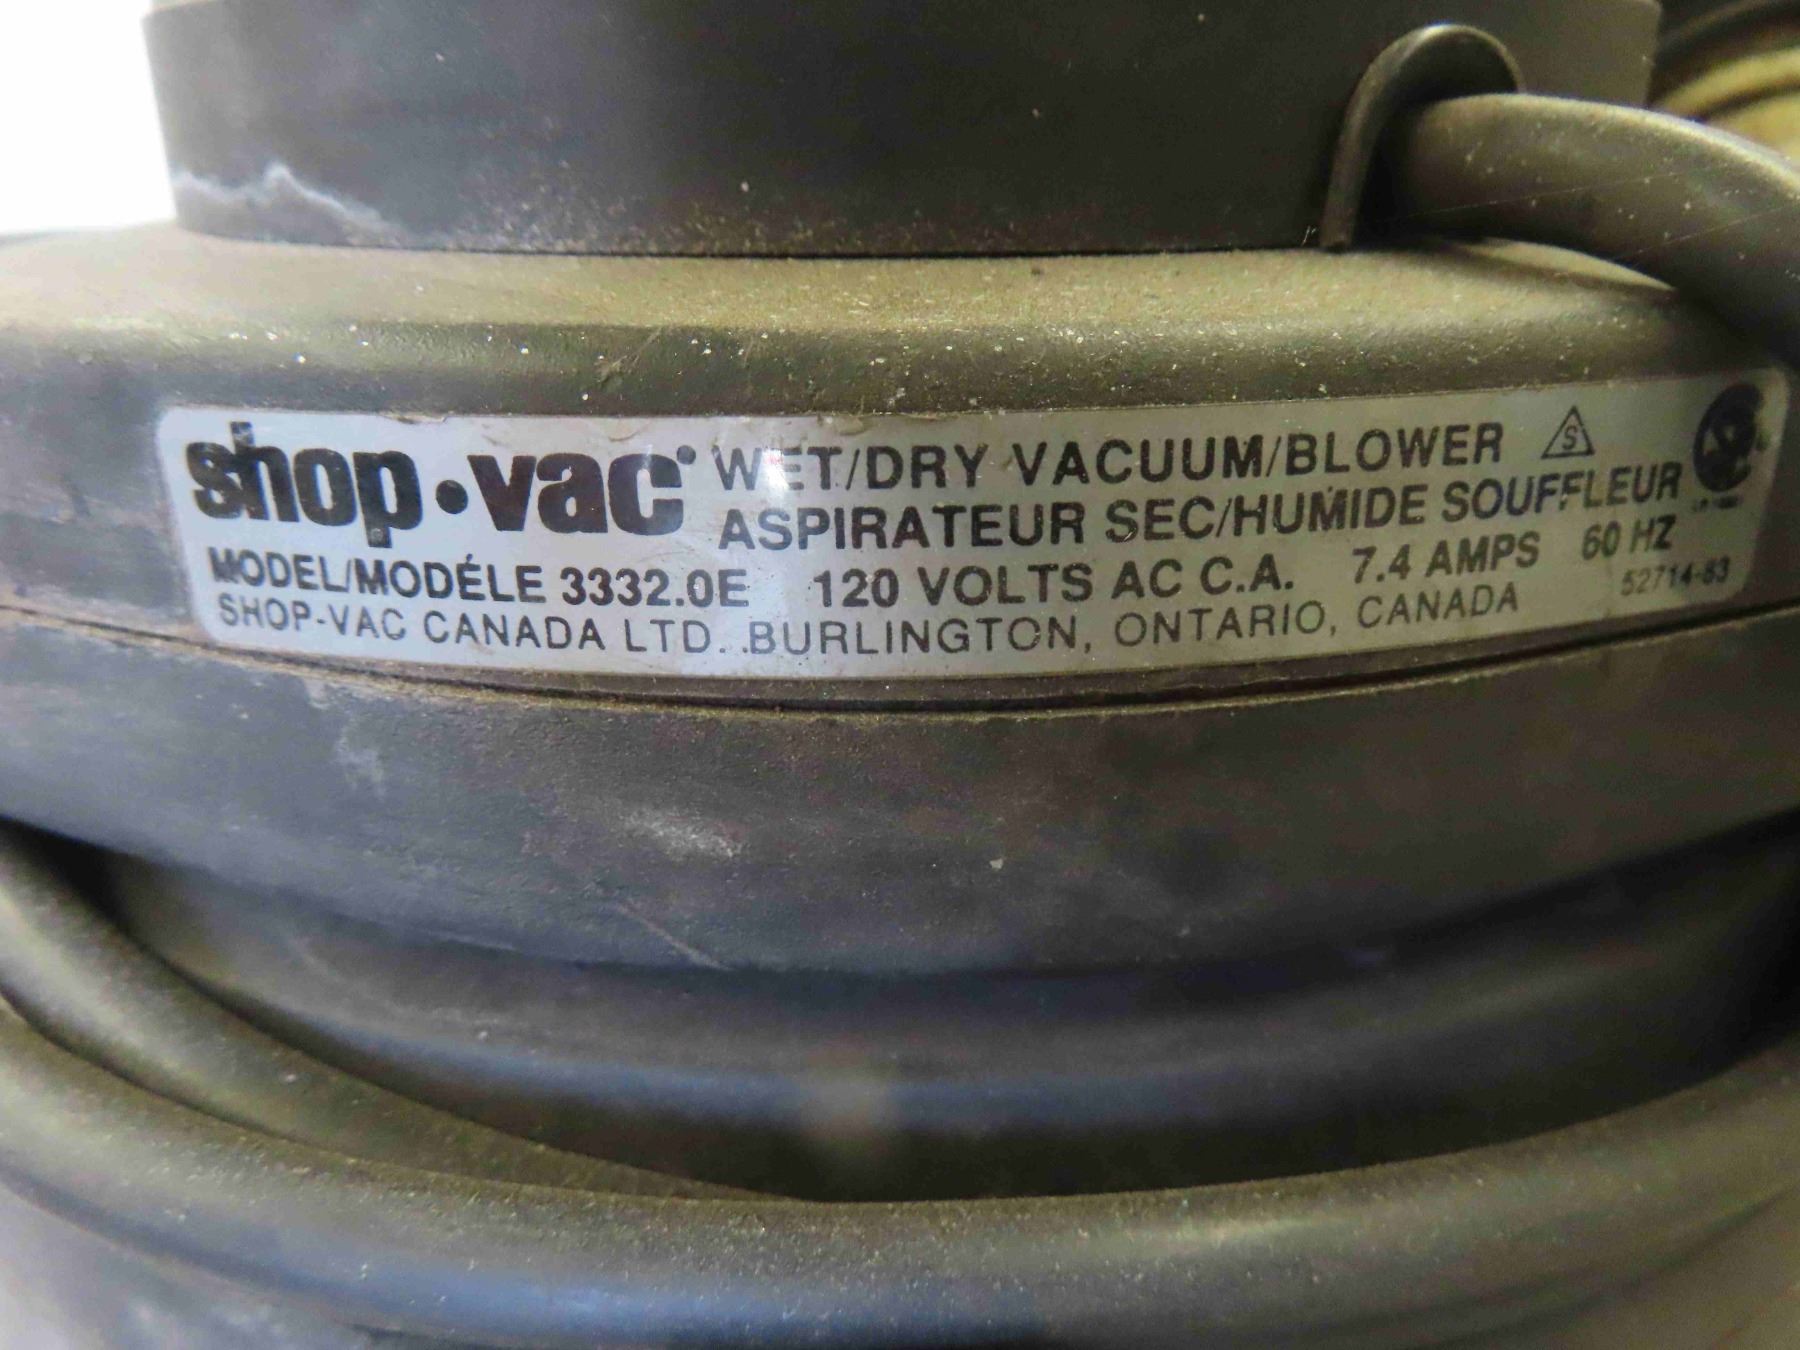 shop·vac® WET/DRY VACUUM/BLOWER S
ASPIRATEUR SEC/HUMIDE SOUFFLEUR
MODEL/MODÉLE 3332.0E 120 VOLTS AC C.A. 7.4 AMPS 60 HZ
SHOP-VAC CANADA LTD. BURLINGTON, ONTARIO, CANADA 52714-63